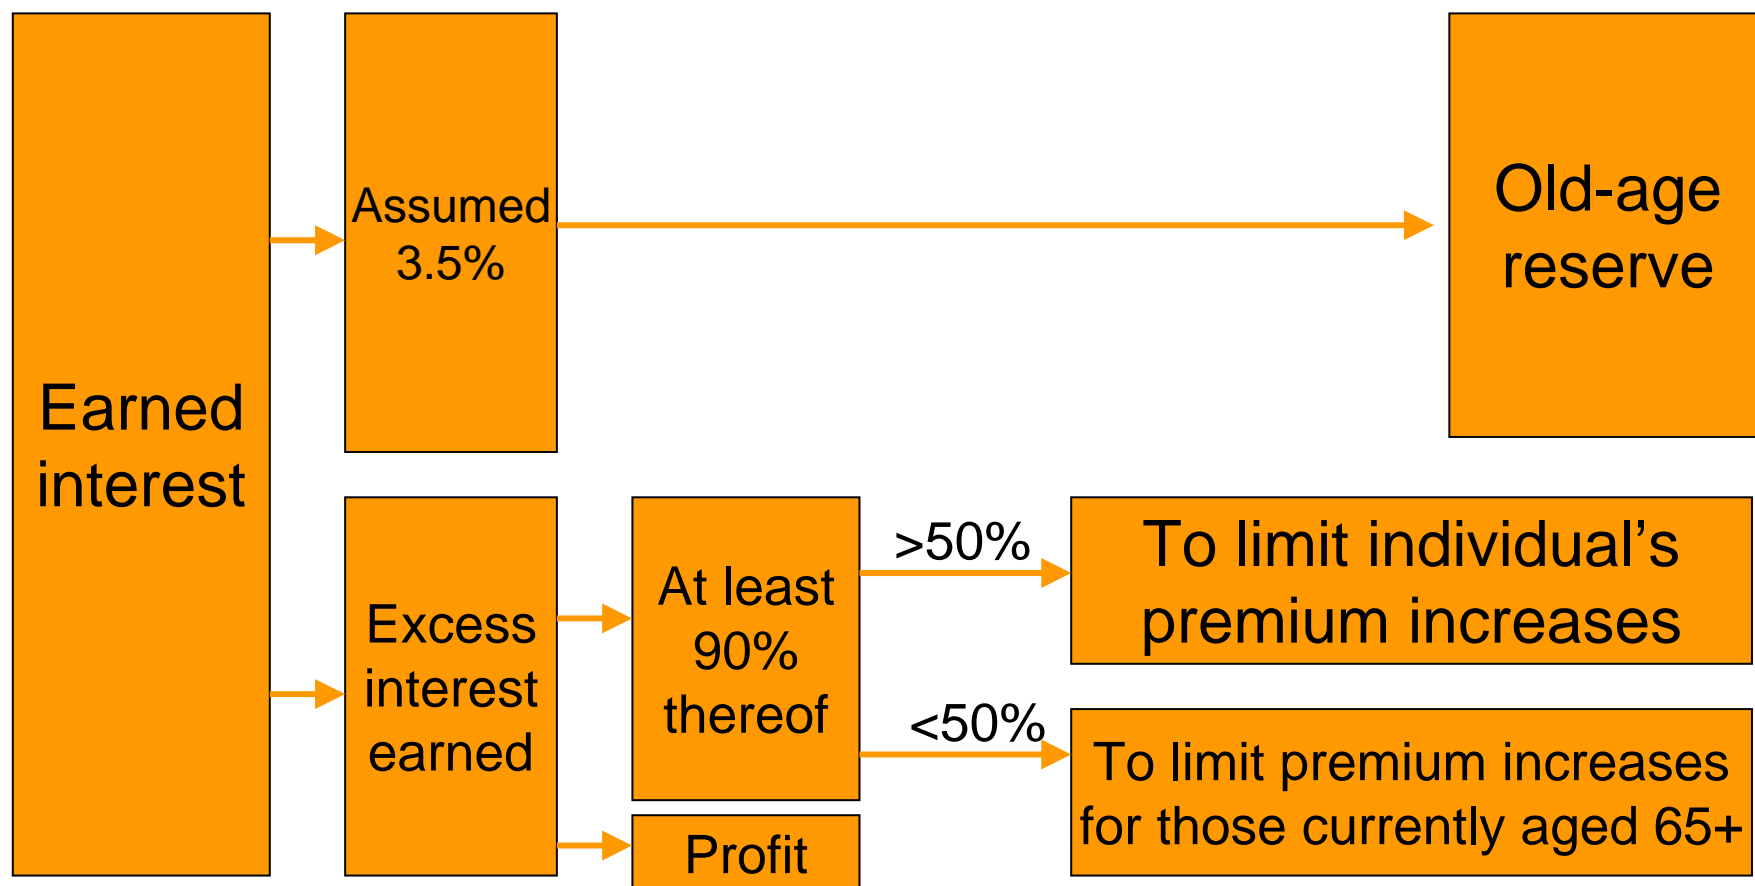 Earned
interest
Assumed
3.5%
Old-age
reserve
Excess
interest
earned
At least
90%
thereof
Profit
>50%
To limit individual’s
premium increases
<50%
To limit premium increases
for those currently aged 65+